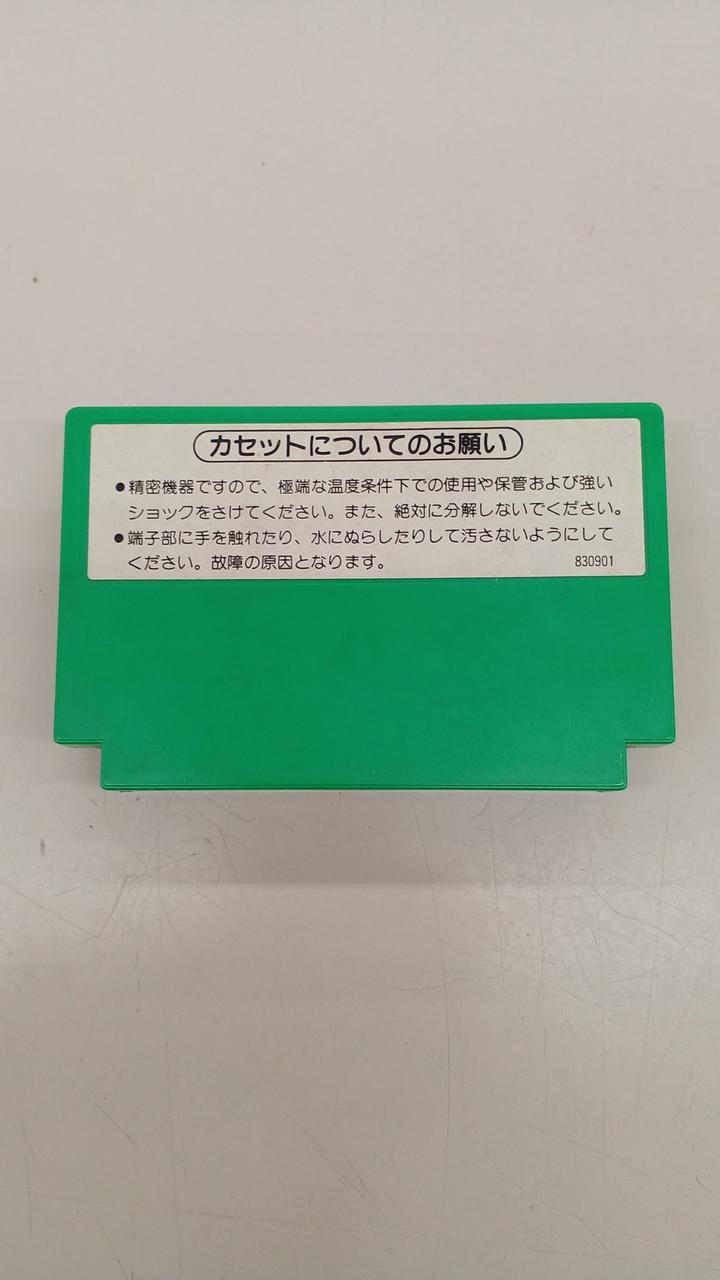 カセットについてのお願い
●精密機器ですので、極端な温度条件下での使用や保管および強い
ショックをさけてください。また、絶対に分解しないでください。
●端子部に手を触れたり、水にぬらしたりして汚さないようにして
ください。故障の原因となります。 830901